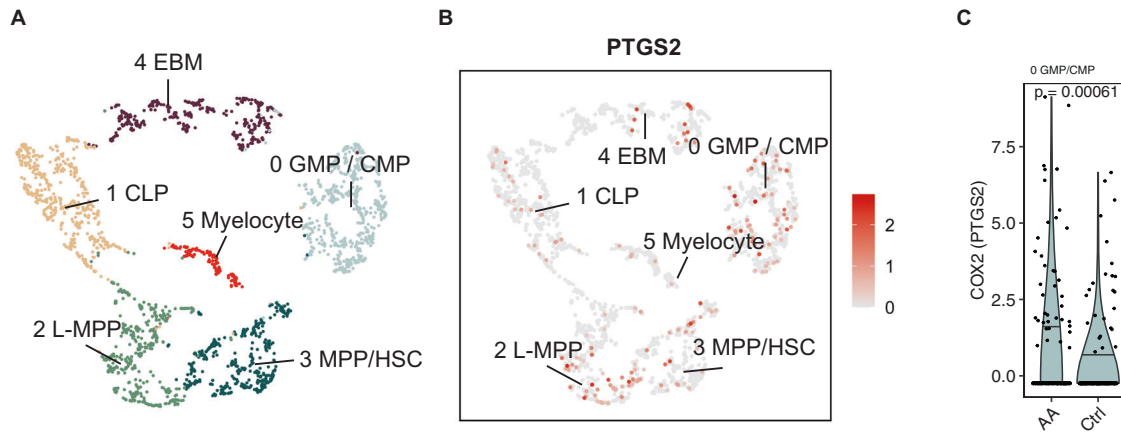 A
4 EBM
0 GMP / CMP
1 CLP
5 Myelocyte
2 L-MPP
3 MPP/HSC
B
PTGS2
4 EBM
0 GMP / CMP
1 CLP
5 Myelocyte
2 L-MPP
3 MPP/HSC
2
1
0
C
0 GMP/CMP
p = 0.00061
COX2 (PTGS2)
7.5
5.0
2.5
0.0
AA
Ctrl